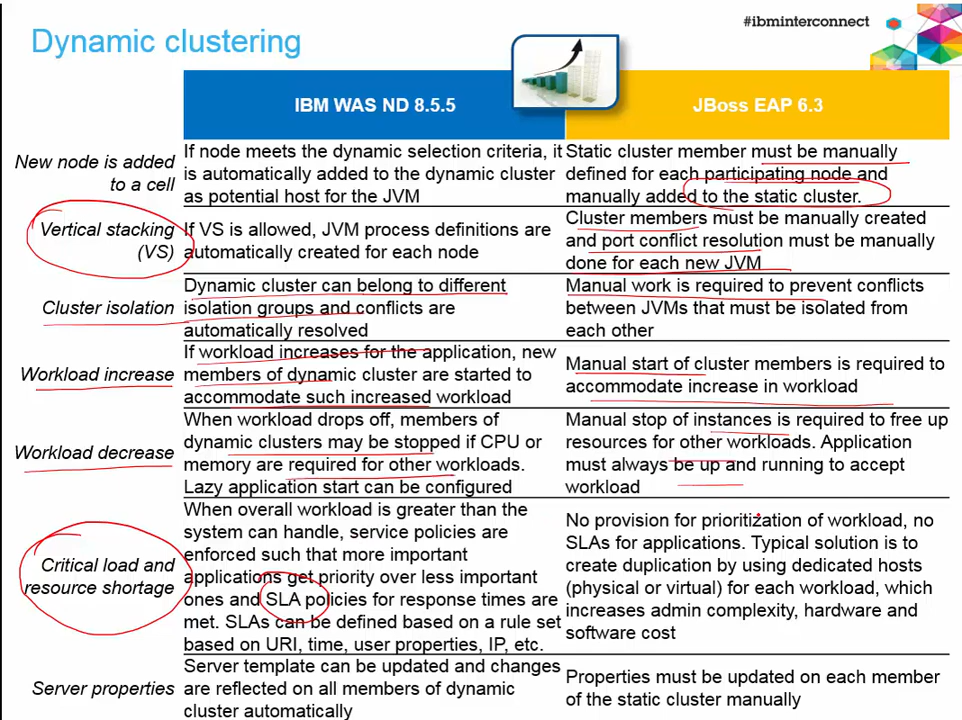 #ibminterconnect
Dynamic clustering
IBM WAS ND 8.5.5
JBoss EAP 6.3
New node is added
to a cell
If node meets the dynamic selection criteria, it
is automatically added to the dynamic cluster
as potential host for the JVM
Static cluster member must be manually
defined for each participating node and
manually added to the static cluster.
Vertical stacking
(VS)
If VS is allowed, JVM process definitions are
automatically created for each node
Cluster members must be manually created
and port conflict resolution must be manually
done for each new JVM
Cluster isolation
Dynamic cluster can belong to different
isolation groups and conflicts are
automatically resolved
Manual work is required to prevent conflicts
between JVMs that must be isolated from
each other
Workload increase
If workload increases for the application, new
members of dynamic cluster are started to
accommodate such increased workload
Manual start of cluster members is required to
accommodate increase in workload
Workload decrease
When workload drops off, members of
dynamic clusters may be stopped if CPU or
memory are required for other workloads.
Lazy application start can be configured
Manual stop of instances is required to free up
resources for other workloads. Application
must always be up and running to accept
workload
Critical load and
resource shortage
When overall workload is greater than the
system can handle, service policies are
enforced such that more important
applications get priority over less important
ones and SLA policies for response times are
met. SLAs can be defined based on a rule set
based on URI, time, user properties, IP, etc.
No provision for prioritization of workload, no
SLAs for applications. Typical solution is to
create duplication by using dedicated hosts
(physical or virtual) for each workload, which
increases admin complexity, hardware and
software cost
Server properties
Server template can be updated and changes
are reflected on all members of dynamic
cluster automatically
Properties must be updated on each member
of the static cluster manually